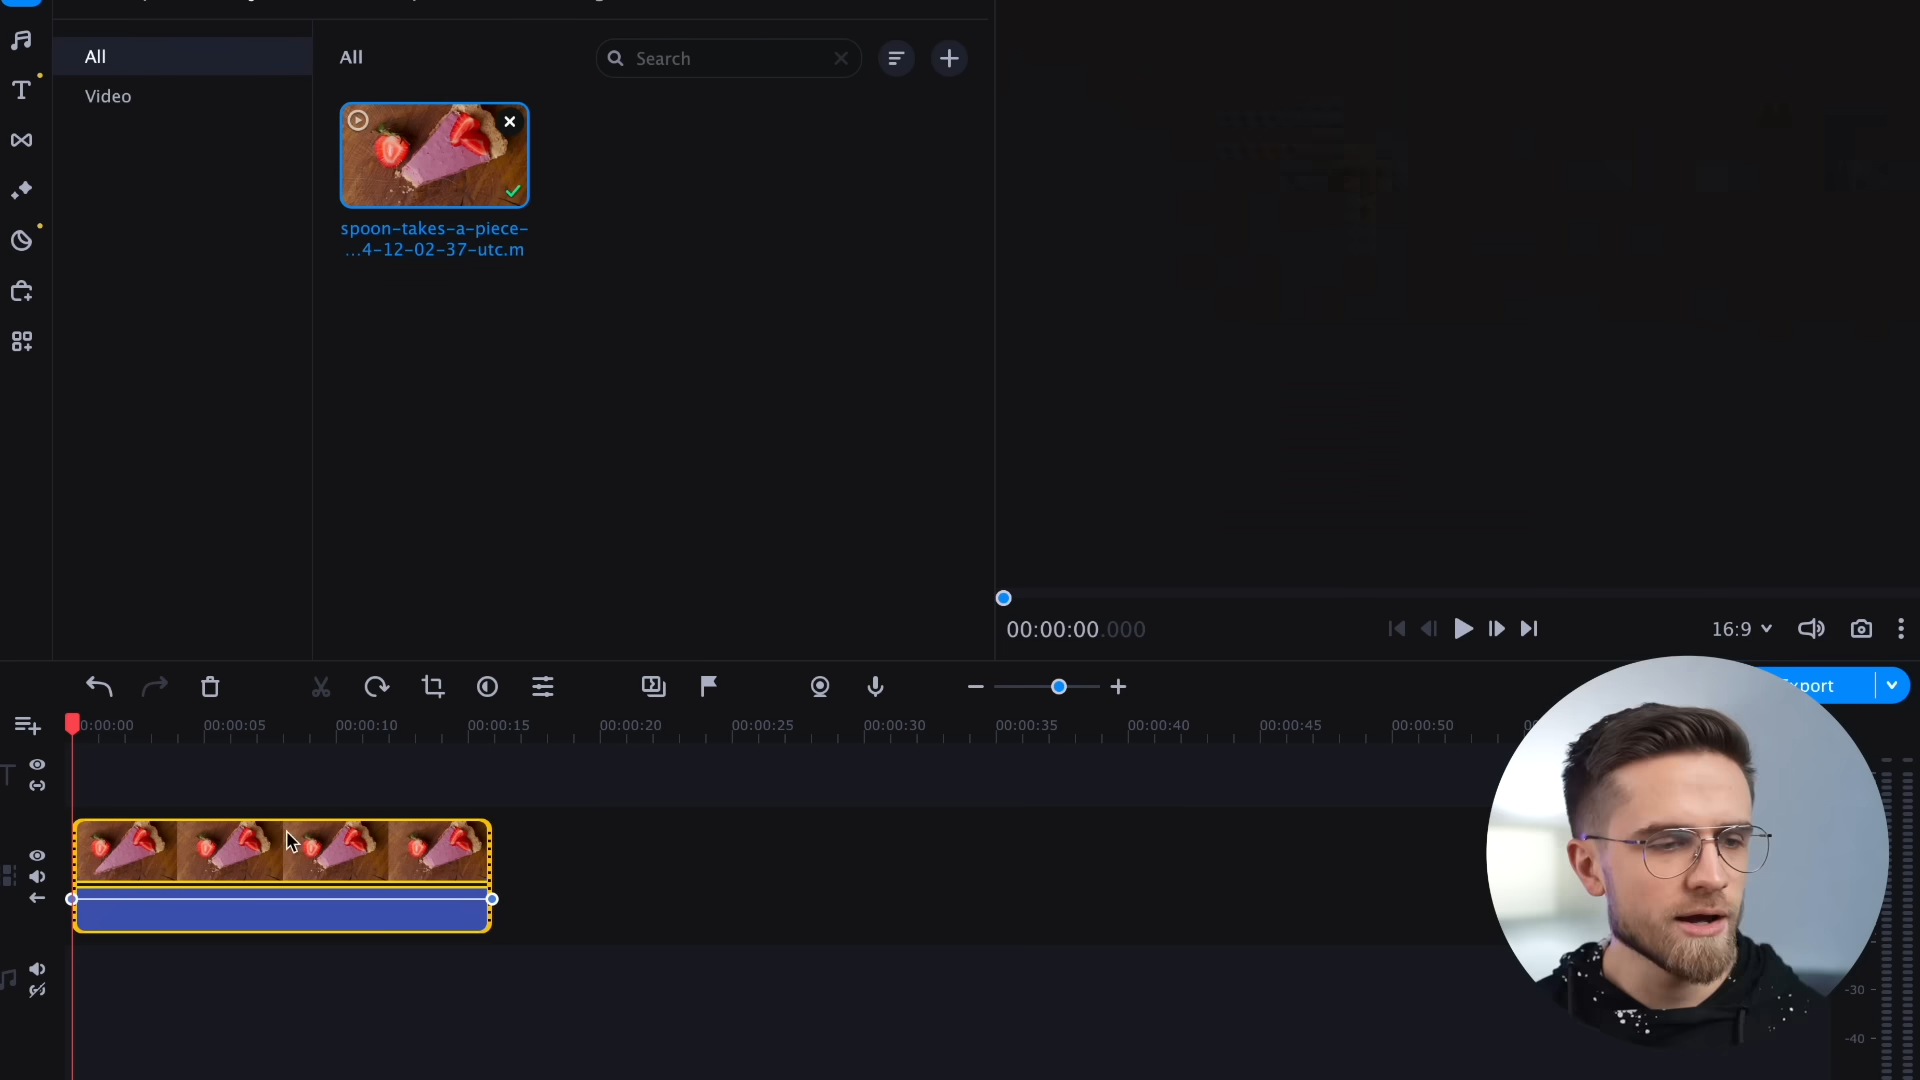 All
All
Search
Video
spoon-takes-a-piece-
...4-12-02-37-utc.m
00:00:00.000
16:9
xport
0:00:00
00:00:05
00:00:10
00:00:15
00:00:20
00:00:25
00:00:30
00:00:35
00:00:40
00:00:45
00:00:50
-30
-40